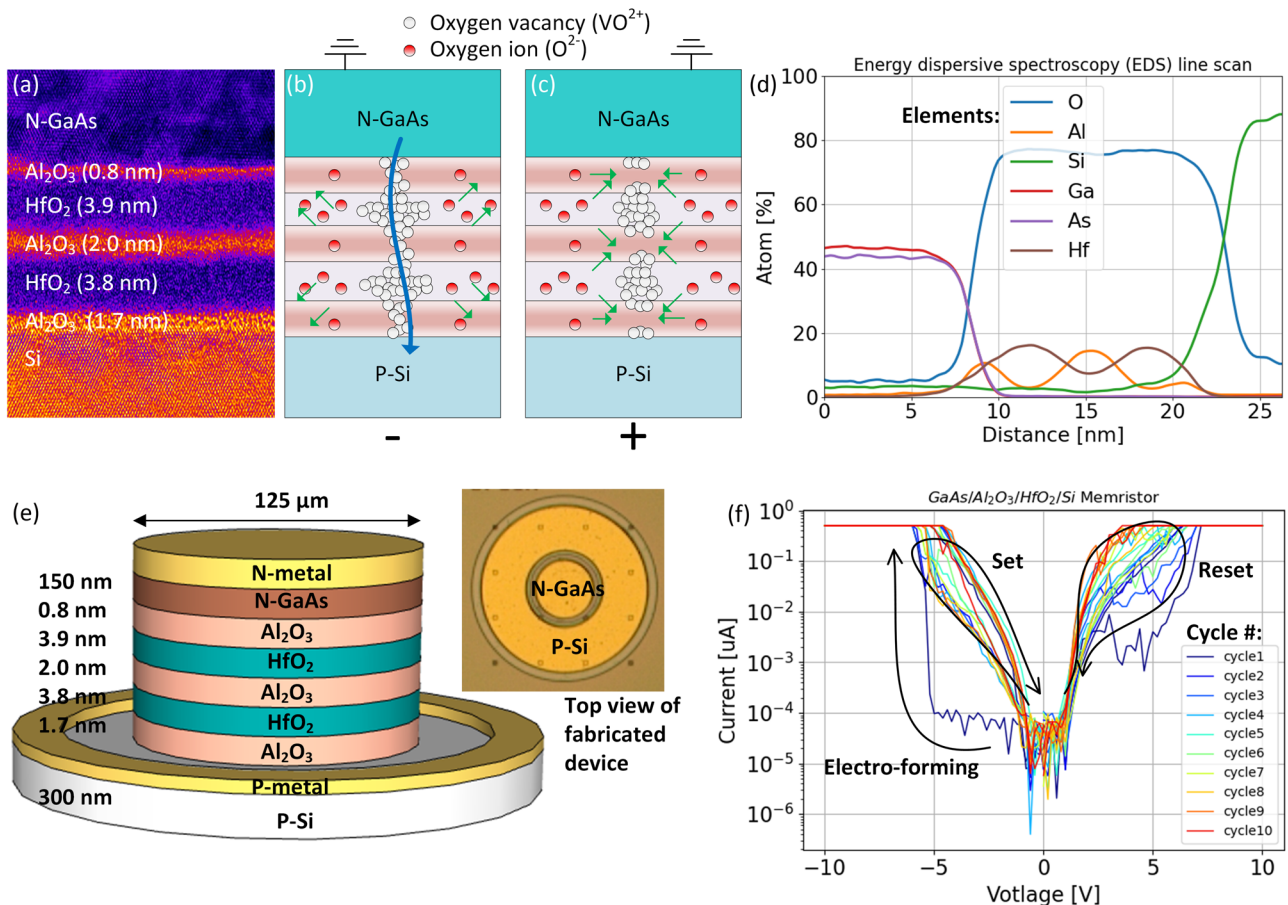 Oxygen vacancy (VO²⁺)
Oxygen ion (O²⁻)
(a)
N-GaAs
Al₂O₃ (0.8 nm)
HfO₂ (3.9 nm)
Al₂O₃ (2.0 nm)
HfO₂ (3.8 nm)
Al₂O₃ (1.7 nm)
Si
(b)
N-GaAs
P-Si
-
(c)
N-GaAs
P-Si
+
(d)
Energy dispersive spectroscopy (EDS) line scan
Elements:
O
Al
Si
Ga
As
Hf
Atom [%]
100
80
60
40
20
0
0 5 10 15 20 25
Distance [nm]
(e)
125 µm
N-metal
150 nm
N-GaAs
0.8 nm
Al₂O₃
3.9 nm
HfO₂
2.0 nm
Al₂O₃
3.8 nm
HfO₂
1.7 nm
Al₂O₃
P-metal
300 nm
P-Si
N-GaAs
P-Si
Top view of
fabricated
device
(f)
GaAs/Al₂O₃/HfO₂/Si Memristor
Current [uA]
10⁰
10⁻¹
10⁻²
10⁻³
10⁻⁴
10⁻⁵
10⁻⁶
Set
Reset
Electro-forming
Cycle #:
cycle1
cycle2
cycle3
cycle4
cycle5
cycle6
cycle7
cycle8
cycle9
cycle10
−10 −5 0 5 10
Votlage [V]